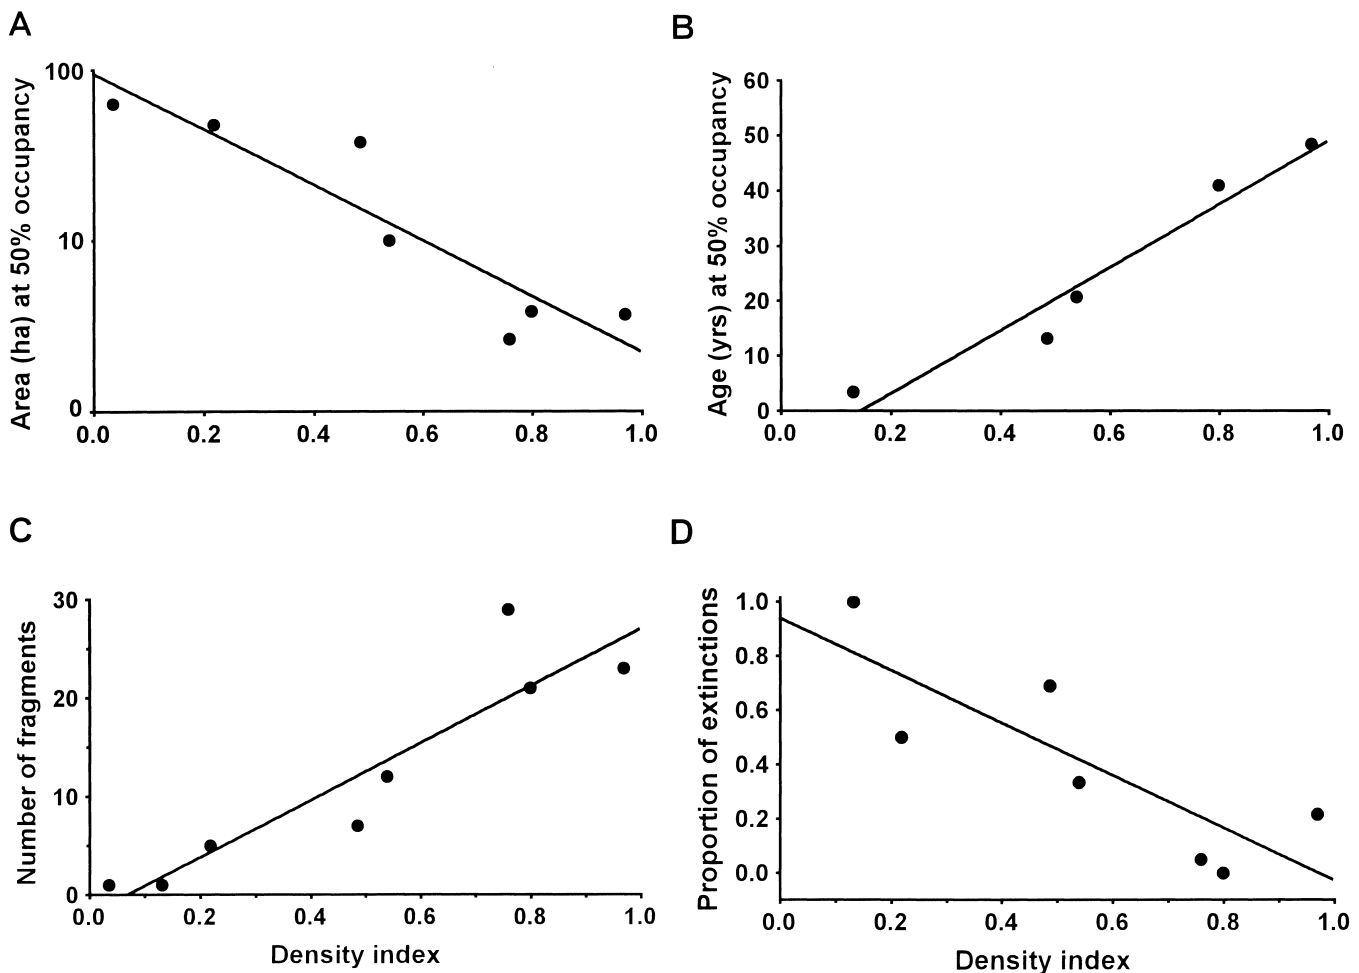 A
Area (ha) at 50% occupancy
100
10
0
0.0 0.2 0.4 0.6 0.8 1.0
B
Age (yrs) at 50% occupancy
60
50
40
30
20
10
0
0.0 0.2 0.4 0.6 0.8 1.0
C
Number of fragments
30
20
10
0
0.0 0.2 0.4 0.6 0.8 1.0
Density index
D
Proportion of extinctions
1.0
0.8
0.6
0.4
0.2
0.0
0.0 0.2 0.4 0.6 0.8 1.0
Density index